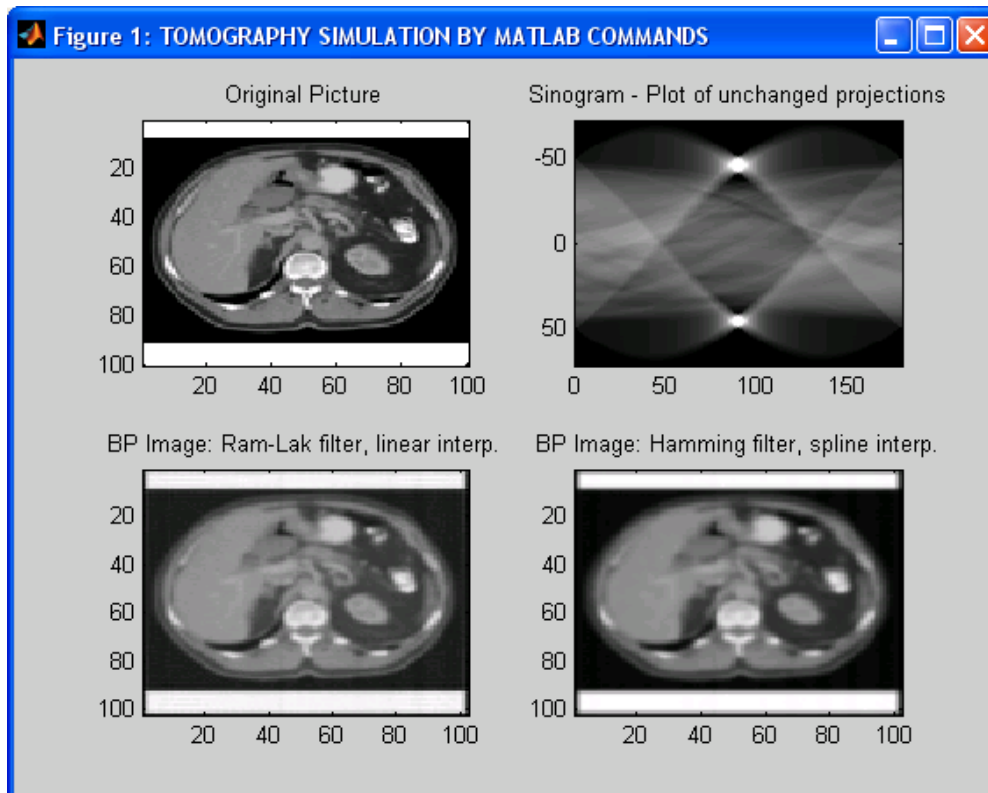 Figure 1: TOMOGRAPHY SIMULATION BY MATLAB COMMANDS
Original Picture
20
40
60
80
100
20 40 60 80 100
Sinogram - Plot of unchanged projections
-50
0
50
0 50 100 150
BP Image: Ram-Lak filter, linear interp.
20
40
60
80
100
20 40 60 80 100
BP Image: Hamming filter, spline interp.
20
40
60
80
100
20 40 60 80 100